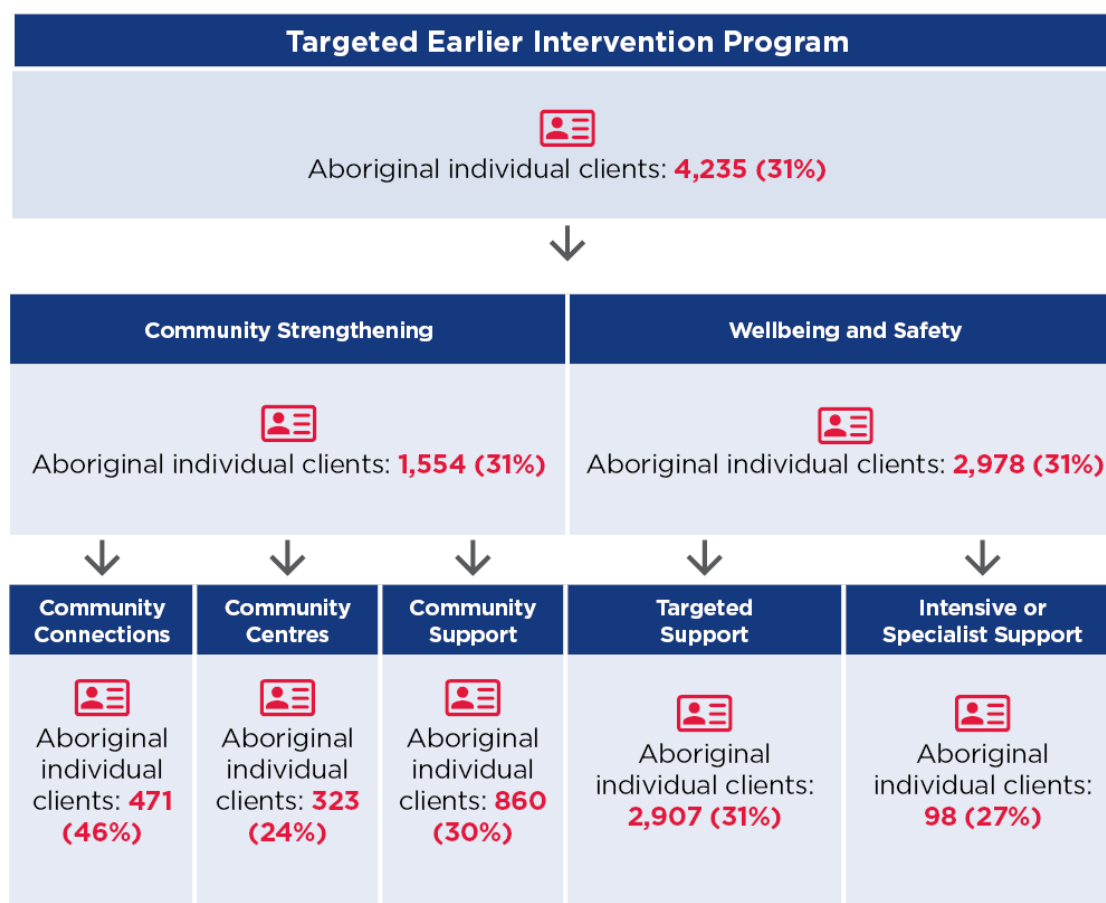 Targeted Earlier Intervention Program
Aboriginal individual clients: 4,235 (31%)
Community Strengthening
Aboriginal individual clients: 1,554 (31%)
Wellbeing and Safety
Aboriginal individual clients: 2,978 (31%)
Community
Connections
Aboriginal
individual
clients: 471
(46%)
Community
Centres
Aboriginal
individual
clients: 323
(24%)
Community
Support
Aboriginal
individual
clients: 860
(30%)
Targeted
Support
Aboriginal
individual clients:
2,907 (31%)
Intensive or
Specialist Support
Aboriginal
individual clients:
98 (27%)